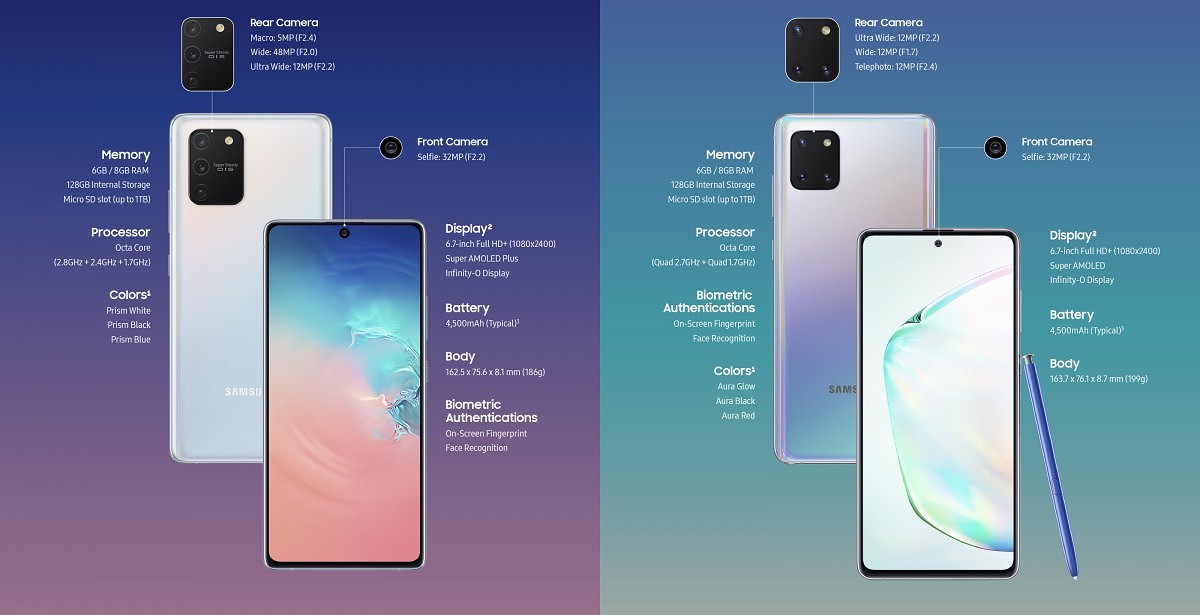 Rear Camera
Macro: 5MP (F2.4)
Wide: 48MP (F2.0)
Ultra Wide: 12MP (F2.2)
Super Steady
OIS
Front Camera
Selfie: 32MP (F2.2)
Memory
6GB / 8GB RAM
128GB Internal Storage
Micro SD slot (up to 1TB)
Processor
Octa Core
(2.8GHz + 2.4GHz + 1.7GHz)
Colors¹
Prism White
Prism Black
Prism Blue
Super Steady
OIS
SAMSU
Display²
6.7-inch Full HD+ (1080x2400)
Super AMOLED Plus
Infinity-O Display
Battery
4,500mAh (Typical)³
Body
162.5 x 75.6 x 8.1 mm (186g)
Biometric
Authentications
On-Screen Fingerprint
Face Recognition
Rear Camera
Ultra Wide: 12MP (F2.2)
Wide: 12MP (F1.7)
Telephoto: 12MP (F2.4)
Front Camera
Selfie: 32MP (F2.2)
Memory
6GB / 8GB RAM
128GB Internal Storage
Micro SD slot (up to 1TB)
Processor
Octa Core
(Quad 2.7GHz + Quad 1.7GHz)
Biometric
Authentications
On-Screen Fingerprint
Face Recognition
Colors¹
Aura Glow
Aura Black
Aura Red
SAMS
Display²
6.7-inch Full HD+ (1080x2400)
Super AMOLED
Infinity-O Display
Battery
4,500mAh (Typical)³
Body
163.7 x 76.1 x 8.7 mm (199g)